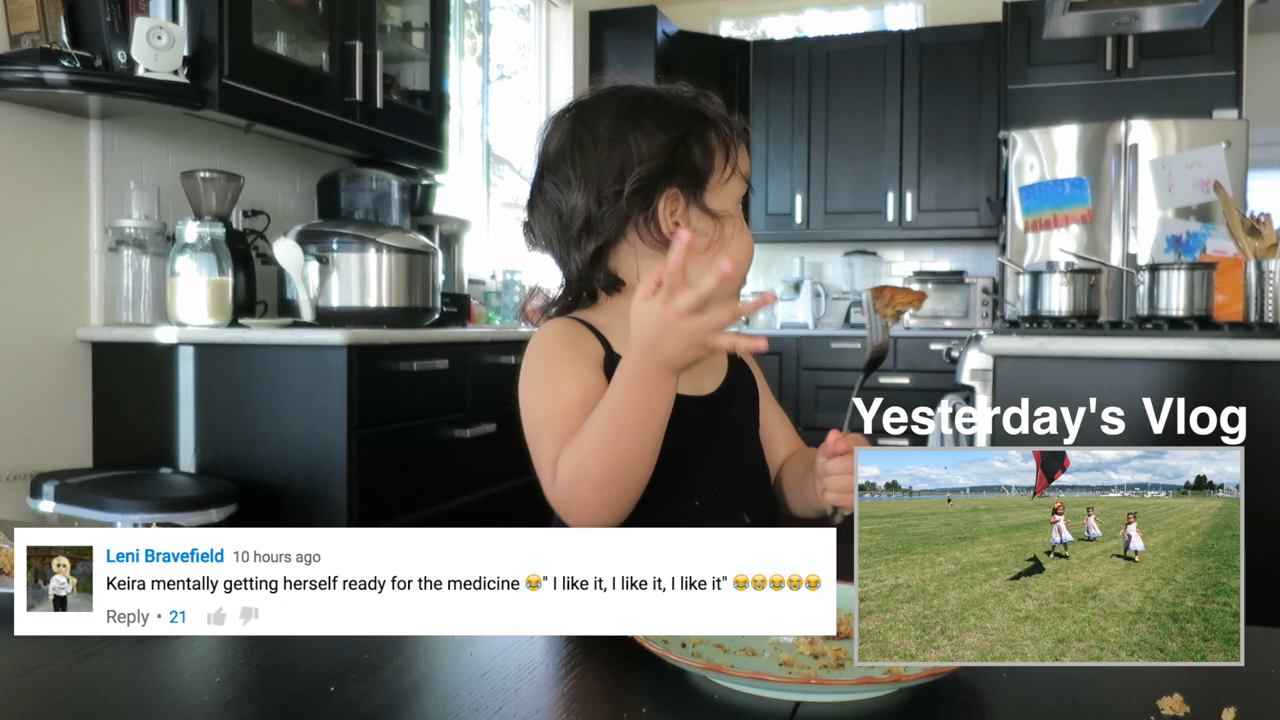 Yesterday's Vlog
Leni Bravefield 10 hours ago
Keira mentally getting herself ready for the medicine 😂" I like it, I like it, I like it" 😂😭😂😭😂
Reply • 21